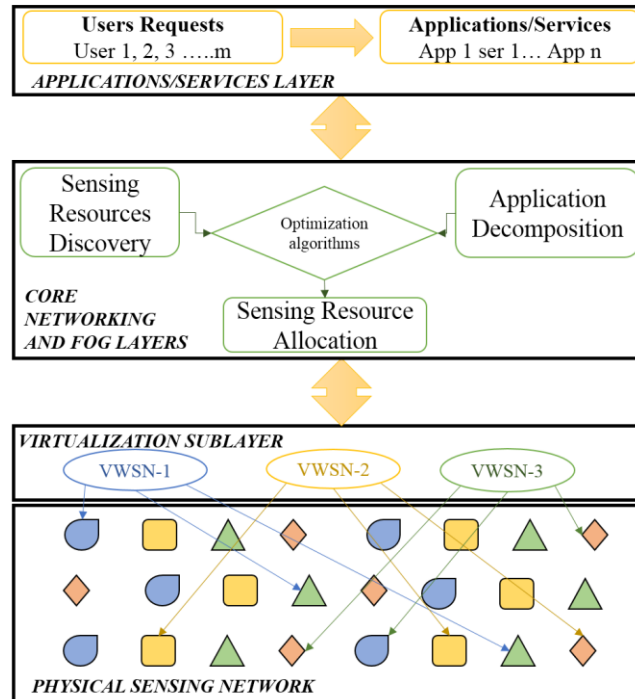 Users Requests
User 1, 2, 3 .....m
Applications/Services
App 1 ser 1... App n
APPLICATIONS/SERVICES LAYER
Sensing
Resources
Discovery
Optimization
algorithms
Application
Decomposition
Sensing Resource
Allocation
CORE
NETWORKING
AND FOG LAYERS
VIRTUALIZATION SUBLAYER
VWSN-1
VWSN-2
VWSN-3
PHYSICAL SENSING NETWORK